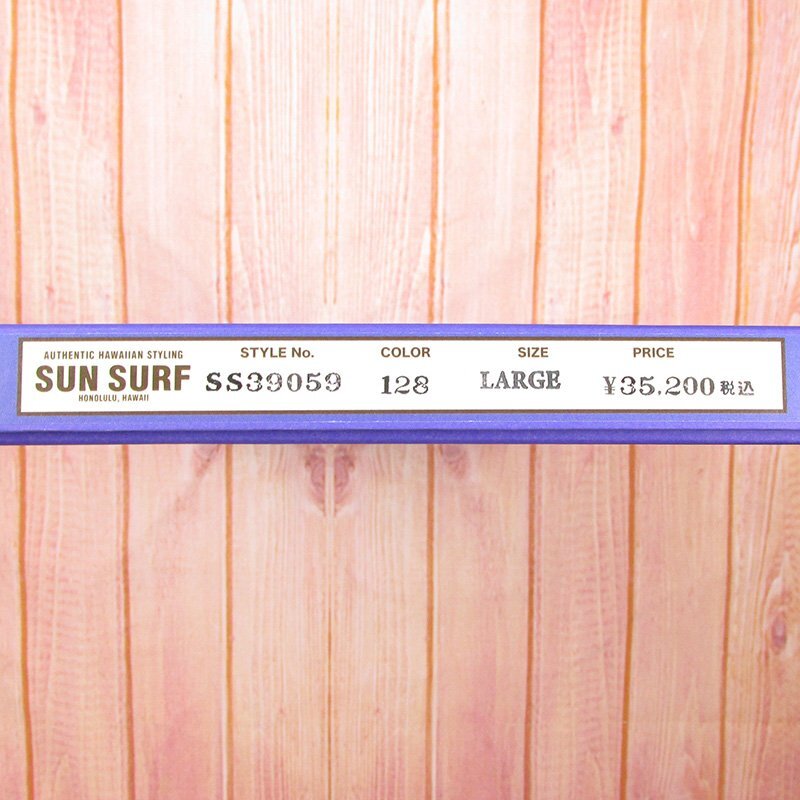 AUTHENTIC HAWAIIAN STYLING
SUN SURF
HONOLULU, HAWAII
STYLE No.
SS39059
COLOR
128
SIZE
LARGE
PRICE
¥35,200税込